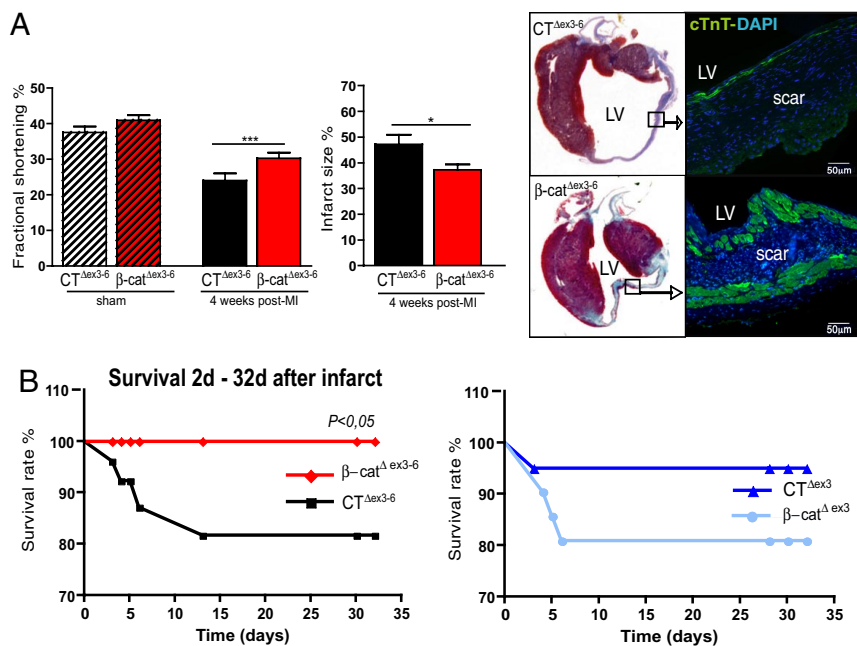 A
Fractional shortening %
50
40
30
20
10
0
CTΔex3-6
β-catΔex3-6
CTΔex3-6
β-catΔex3-6
sham
4 weeks post-MI
***
Infarct size %
70
60
50
40
30
20
10
0
*
CTΔex3-6
β-catΔex3-6
4 weeks post-MI
CTΔex3-6
LV
cTnT-DAPI
LV
scar
50µm
β-catΔex3-6
LV
LV
scar
50µm
B
Survival 2d - 32d after infarct
Survival rate %
110
100
90
80
70
P<0,05
β-catΔ ex3-6
CTΔex3-6
0 5 10 15 20 25 30 35
Time (days)
Survival rate %
110
100
90
80
70
CTΔex3
β-catΔ ex3
0 5 10 15 20 25 30 35
Time (days)